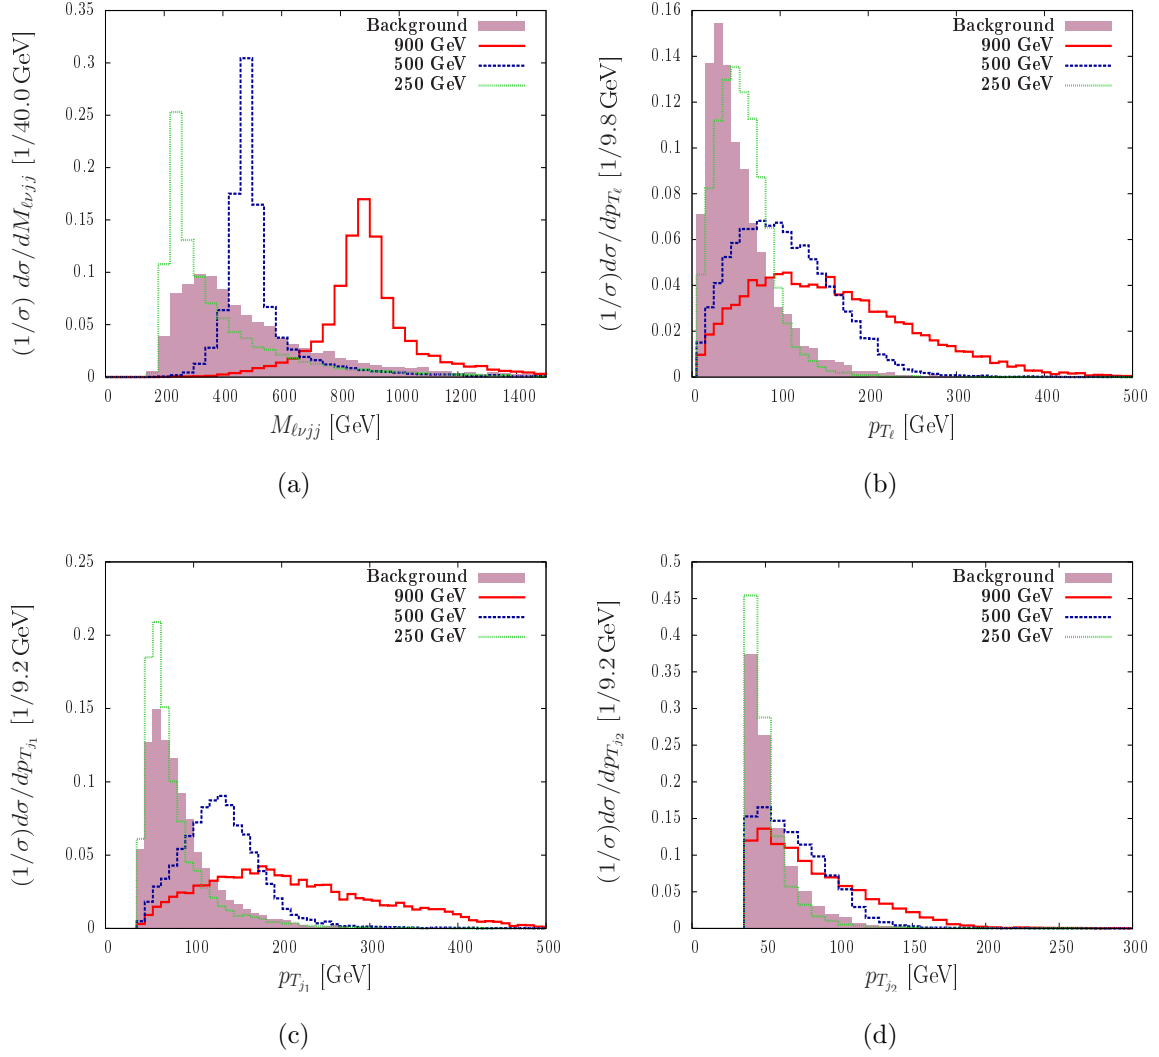 (1/σ) dσ/dM_{ℓνjj} [1/40.0 GeV]
0.35
0.3
0.25
0.2
0.15
0.1
0.05
0
0 200 400 600 800 1000 1200 1400
M_{ℓνjj} [GeV]
Background
900 GeV
500 GeV
250 GeV
(a)
(1/σ)dσ/dp_{T_ℓ} [1/9.8 GeV]
0.16
0.14
0.12
0.1
0.08
0.06
0.04
0.02
0
0 100 200 300 400 500
p_{T_ℓ} [GeV]
Background
900 GeV
500 GeV
250 GeV
(b)
(1/σ)dσ/dp_{T_{j_1}} [1/9.2 GeV]
0.25
0.2
0.15
0.1
0.05
0
0 100 200 300 400 500
p_{T_{j_1}} [GeV]
Background
900 GeV
500 GeV
250 GeV
(c)
(1/σ)dσ/dp_{T_{j_2}} [1/9.2 GeV]
0.5
0.45
0.4
0.35
0.3
0.25
0.2
0.15
0.1
0.05
0
0 50 100 150 200 250 300
p_{T_{j_2}} [GeV]
Background
900 GeV
500 GeV
250 GeV
(d)